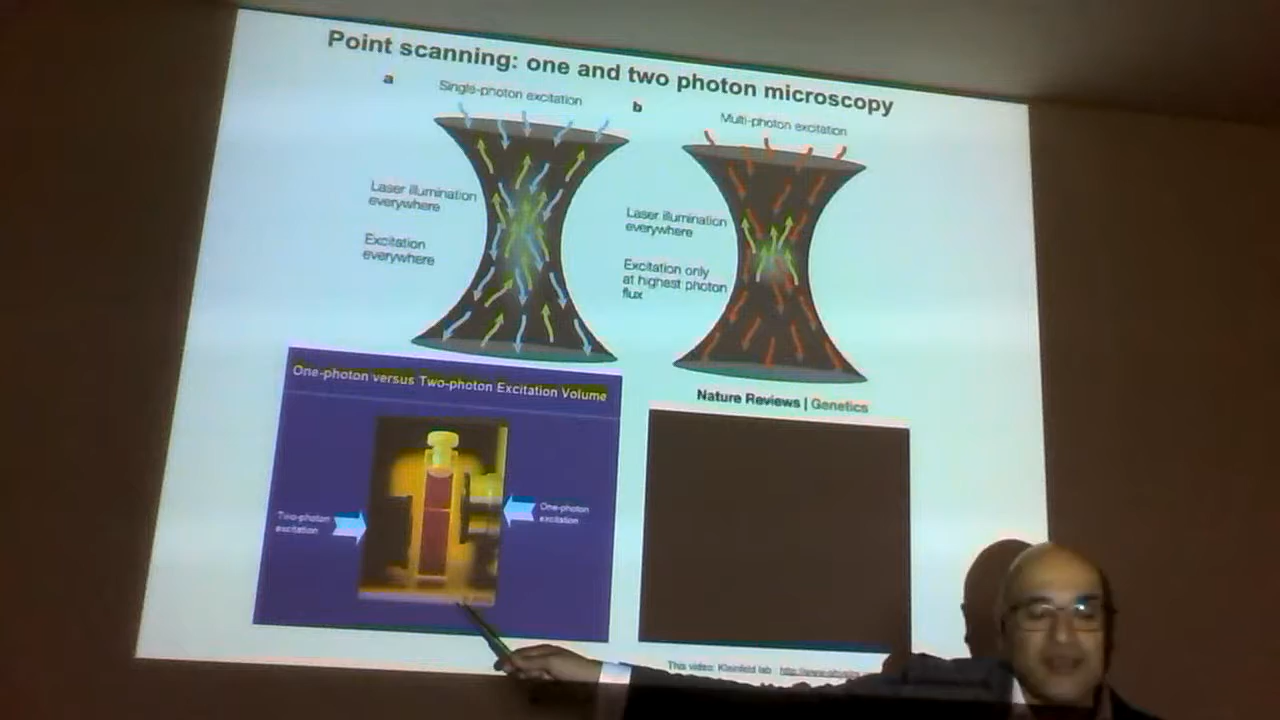 Point scanning: one and two photon microscopy
a
Single-photon excitation
Laser illumination
everywhere
Excitation
everywhere
b
Multi-photon excitation
Laser illumination
everywhere
Excitation only
at highest photon
flux
Nature Reviews | Genetics
One-photon versus Two-photon Excitation Volume
Two-photon
excitation
One-photon
excitation
This video: Kleinfeld lab